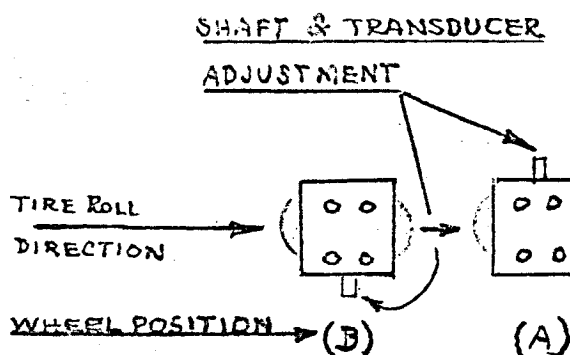 SHAFT & TRANSDUCER
ADJUSTMENT
TIRE ROLL
DIRECTION
WHEEL POSITION (B) (A)